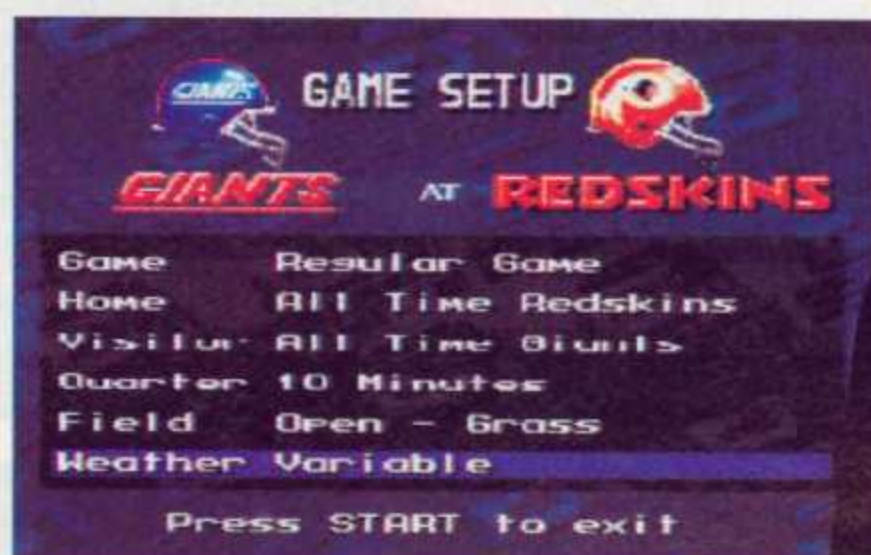 GIANTS
GAME SETUP
GIANTS AT REDSKINS
Game Regular Game
Home All Time Redskins
Visitor All Time Giants
Quarter 10 Minutes
Field Open - Grass
Weather Variable
Press START to exit